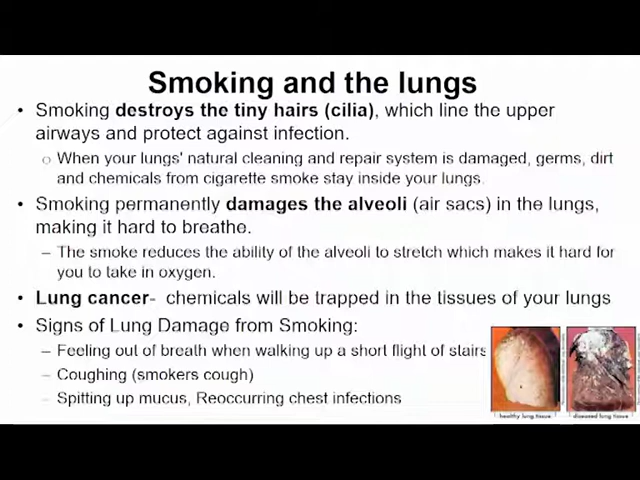 Smoking and the lungs
• Smoking destroys the tiny hairs (cilia), which line the upper
airways and protect against infection.
o When your lungs' natural cleaning and repair system is damaged, germs, dirt
and chemicals from cigarette smoke stay inside your lungs.
• Smoking permanently damages the alveoli (air sacs) in the lungs,
making it hard to breathe.
– The smoke reduces the ability of the alveoli to stretch which makes it hard for
you to take in oxygen.
• Lung cancer- chemicals will be trapped in the tissues of your lungs
• Signs of Lung Damage from Smoking:
– Feeling out of breath when walking up a short flight of stairs
– Coughing (smokers cough)
– Spitting up mucus, Reoccurring chest infections
healthy lung tissue
diseased lung tissue